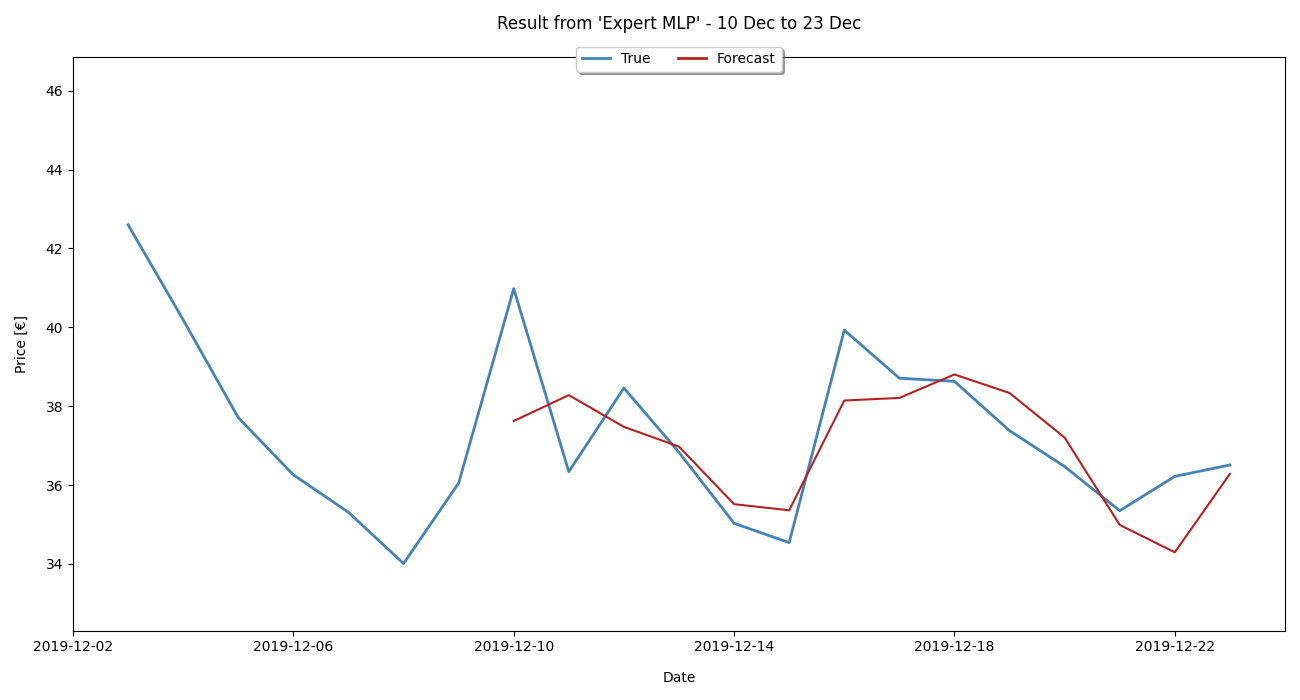 Result from 'Expert MLP' - 10 Dec to 23 Dec
True Forecast
46
44
42
40
38
36
34
Price [€]
2019-12-02 2019-12-06 2019-12-10 2019-12-14 2019-12-18 2019-12-22
Date